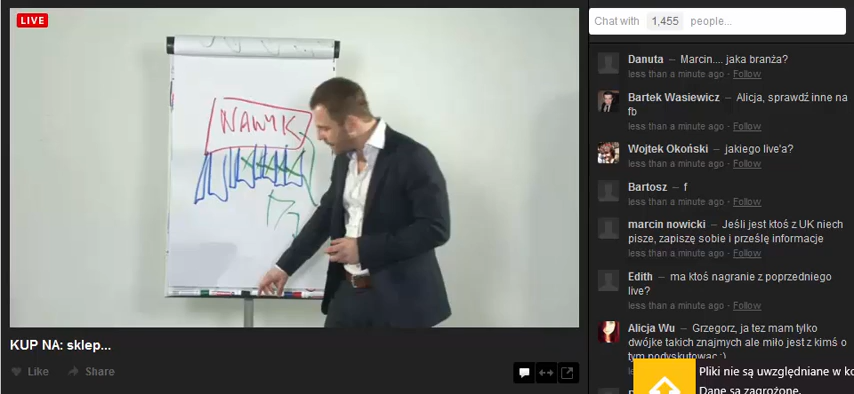 LIVE
NAWYK
KUP NA: sklep...
Like
Share
Chat with 1,455 people...
Danuta – Marcin.... jaka branża?
less than a minute ago · Follow
Bartek Wasiewicz – Alicja, sprawdź inne na
fb
less than a minute ago · Follow
Wojtek Okoński – jakiego live'a?
less than a minute ago · Follow
Bartosz – f
less than a minute ago · Follow
marcin nowicki – Jeśli jest ktoś z UK niech
pisze, zapiszę sobie i prześlę informacje
less than a minute ago · Follow
Edith – ma ktoś nagranie z poprzedniego
live?
less than a minute ago · Follow
Alicja Wu – Grzegorz, ja tez mam tylko
dwójke takich znajmych ale miło jest z kimś o
tym podyskutowac :)
Pliki nie są uwzględniane w
Dane są zagrożone.